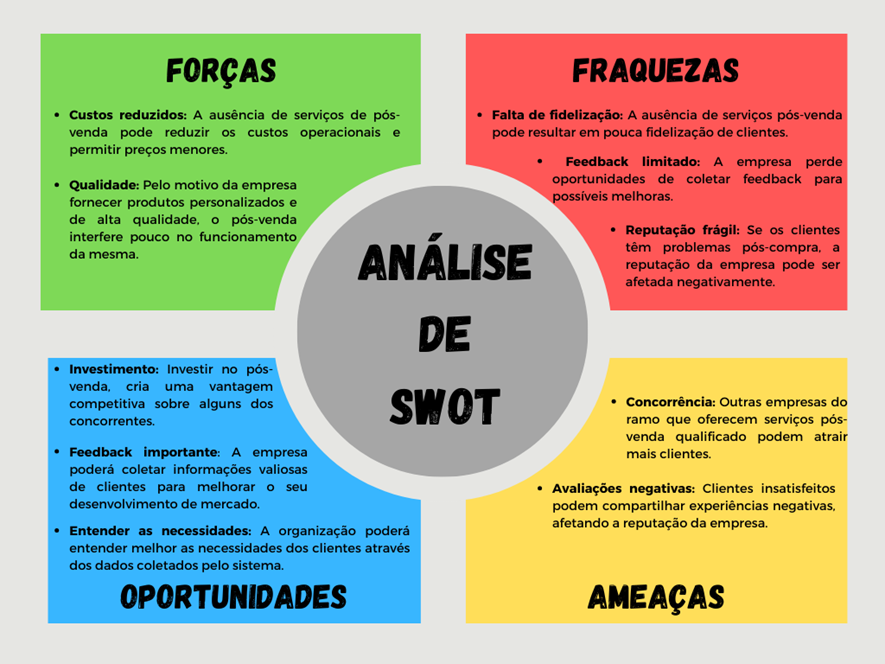 FORÇAS
• Custos reduzidos: A ausência de serviços de pós-
venda pode reduzir os custos operacionais e
permitir preços menores.
• Qualidade: Pelo motivo da empresa
fornecer produtos personalizados e
de alta qualidade, o pós-venda
interfere pouco no funcionamento
da mesma.
FRAQUEZAS
• Falta de fidelização: A ausência de serviços pós-venda
pode resultar em pouca fidelização de clientes.
• Feedback limitado: A empresa perde
oportunidades de coletar feedback para
possíveis melhoras.
• Reputação frágil: Se os clientes
têm problemas pós-compra, a
reputação da empresa pode ser
afetada negativamente.
ANÁLISE
DE
SWOT
• Investimento: Investir no pós-
venda, cria uma vantagem
competitiva sobre alguns dos
concorrentes.
• Feedback importante: A empresa
poderá coletar informações valiosas
de clientes para melhorar o seu
desenvolvimento de mercado.
• Entender as necessidades: A organização poderá
entender melhor as necessidades dos clientes através
dos dados coletados pelo sistema.
OPORTUNIDADES
• Concorrência: Outras empresas do
ramo que oferecem serviços pós-
venda qualificado podem atrair
mais clientes.
• Avaliações negativas: Clientes insatisfeitos
podem compartilhar experiências negativas,
afetando a reputação da empresa.
AMEAÇAS